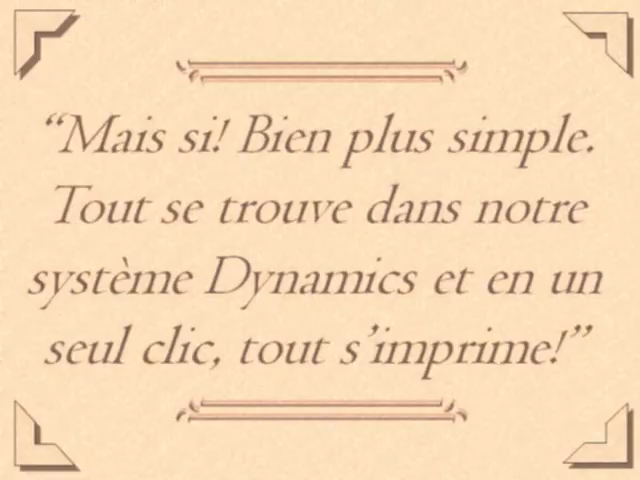 “Mais si! Bien plus simple.
Tout se trouve dans notre
système Dynamics et en un
seul clic, tout s’imprime!”